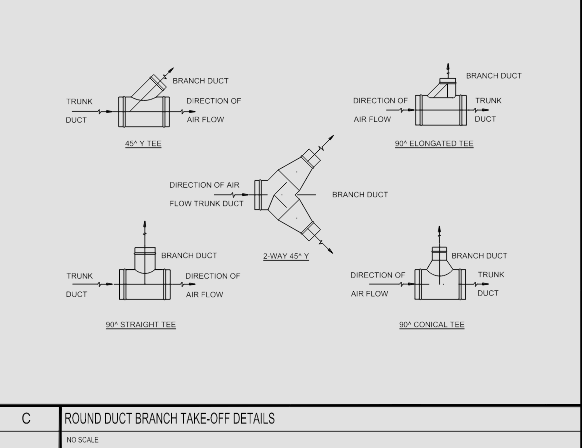 BRANCH DUCT
TRUNK
DIRECTION OF
DUCT
AIR FLOW
45^ Y TEE
BRANCH DUCT
DIRECTION OF
TRUNK
AIR FLOW
DUCT
90^ ELONGATED TEE
DIRECTION OF AIR
BRANCH DUCT
FLOW TRUNK DUCT
2-WAY 45^ Y
BRANCH DUCT
TRUNK
DIRECTION OF
DUCT
AIR FLOW
90^ STRAIGHT TEE
BRANCH DUCT
DIRECTION OF
TRUNK
AIR FLOW
DUCT
90^ CONICAL TEE
C
ROUND DUCT BRANCH TAKE-OFF DETAILS
NO SCALE